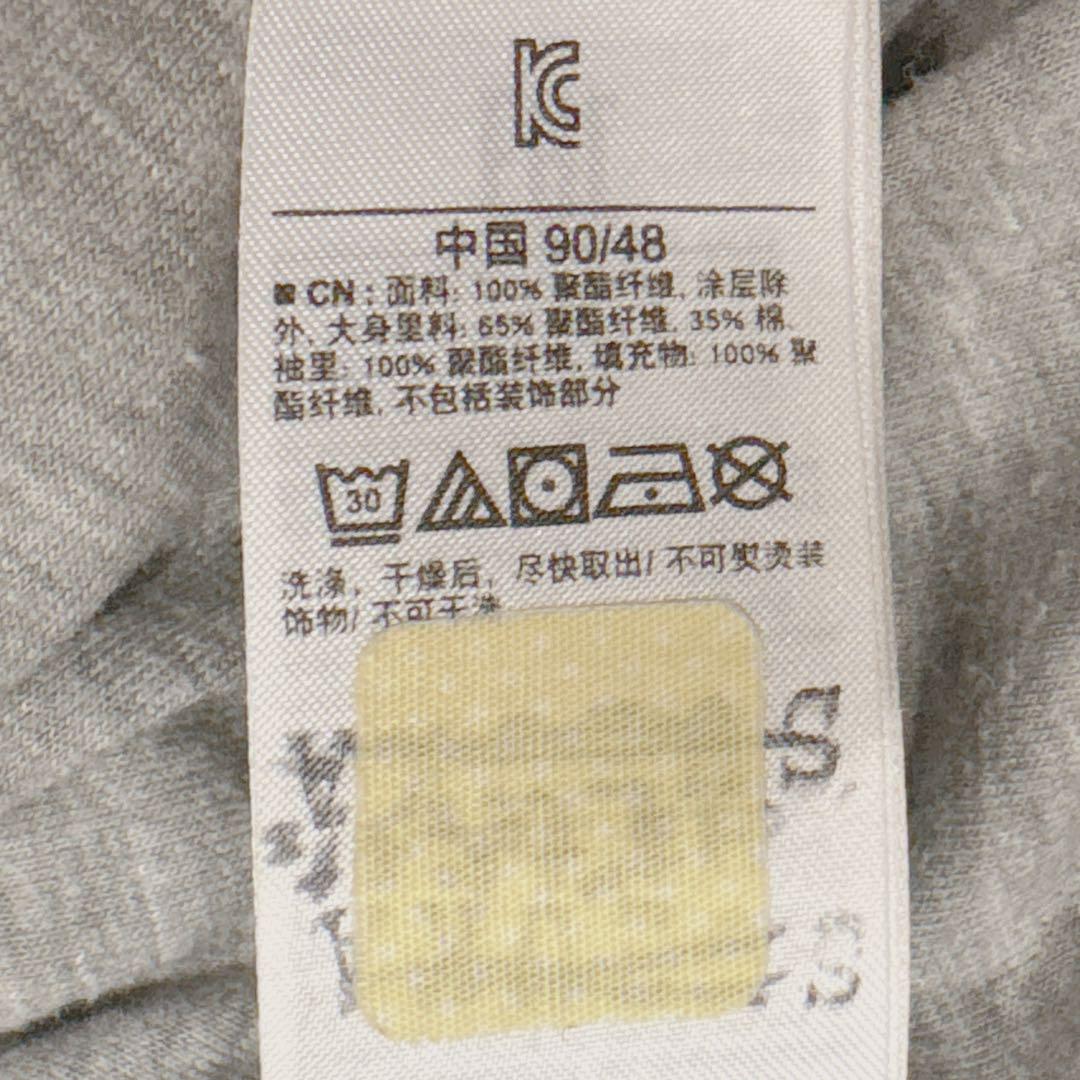 中国 90/48
CN : 面料: 100% 聚酯纤维, 涂层除
外, 大身里料: 65% 聚酯纤维, 35% 棉,
袖里: 100% 聚酯纤维, 填充物: 100% 聚
酯纤维, 不包括装饰部分
30
洗涤, 干燥后, 尽快取出/ 不可熨烫装
饰物/ 不可干洗